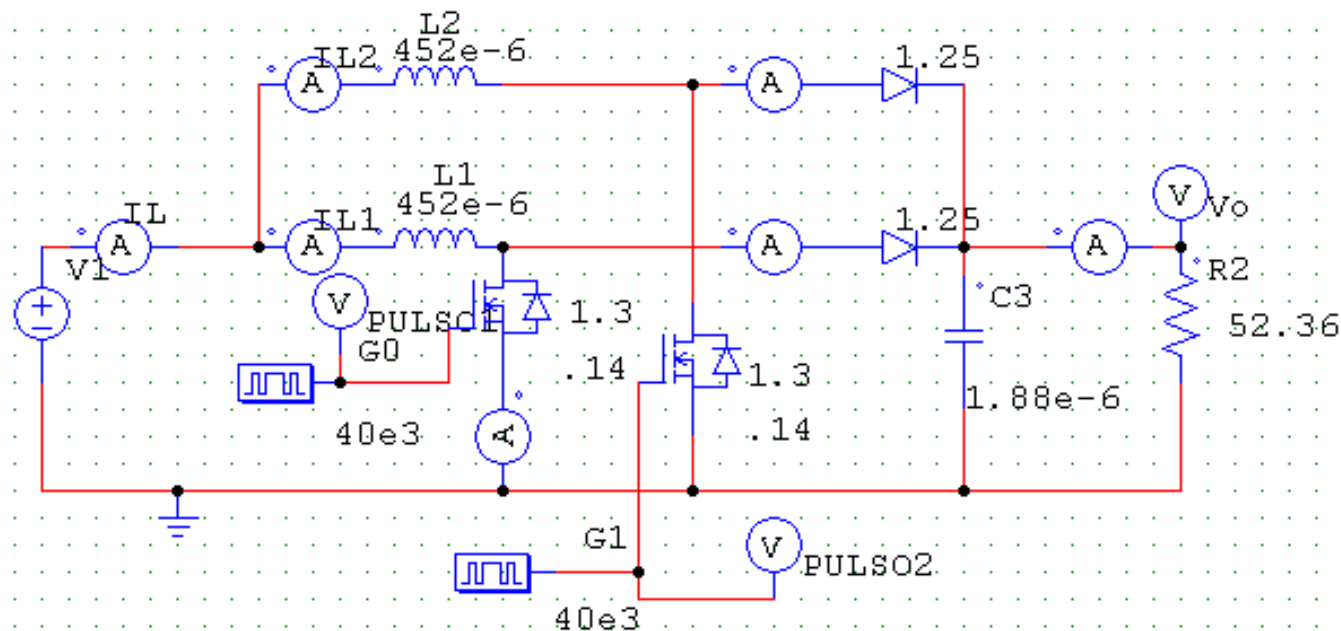 L2
IL2
452e-6
A
A
1.25
L1
IL1
452e-6
IL
A
A
A
1.25
A
V
Vo
V1
V
PULSO1
G0
1.3
.14
R2
52.36
C3
1.88e-6
1.3
.14
40e3
A
G1
V
PULSO2
40e3